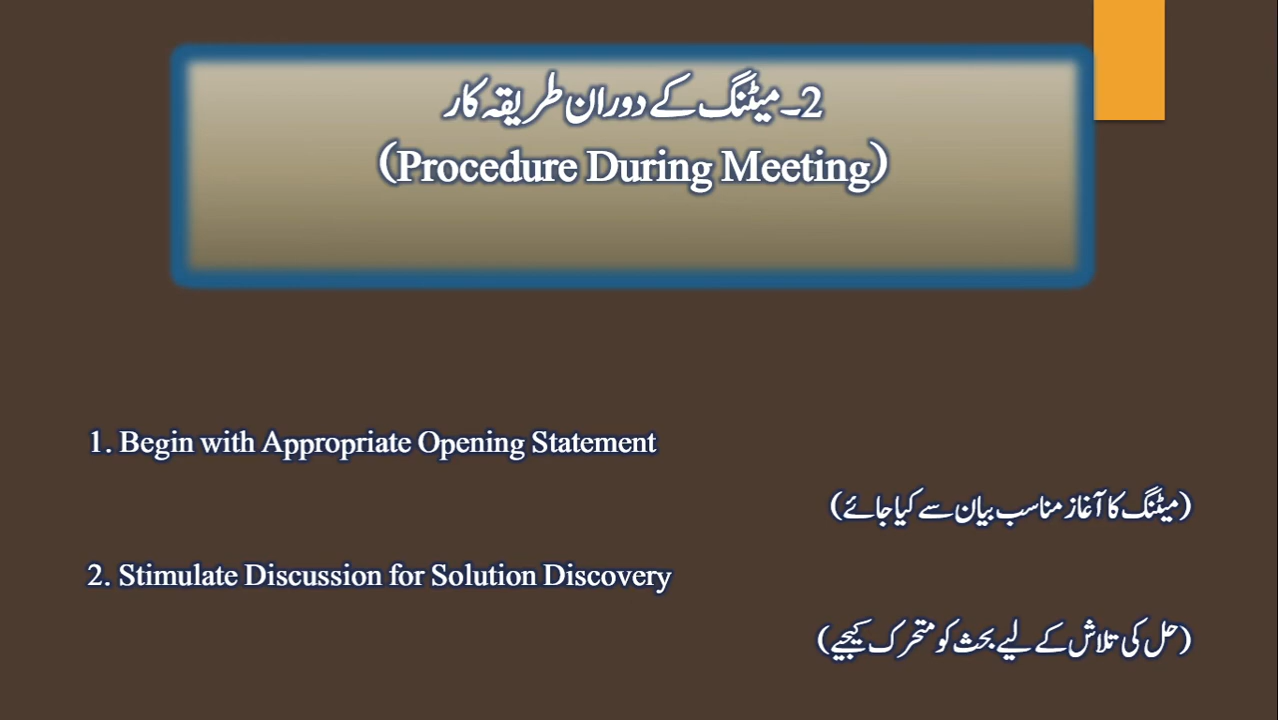 2۔ میٹنگ کے دوران طریقہ کار
(Procedure During Meeting)
1. Begin with Appropriate Opening Statement
(میٹنگ کا آغاز مناسب بیان سے کیا جائے)
2. Stimulate Discussion for Solution Discovery
(حل کی تلاش کے لیے بحث کو متحرک کیجیے)